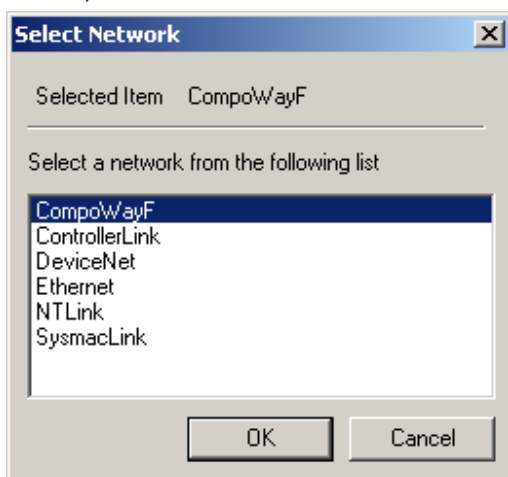 Select Network
Selected Item CompoWayF
Select a network from the following list
CompoWayF
ControllerLink
DeviceNet
Ethernet
NTLink
SysmacLink
OK Cancel